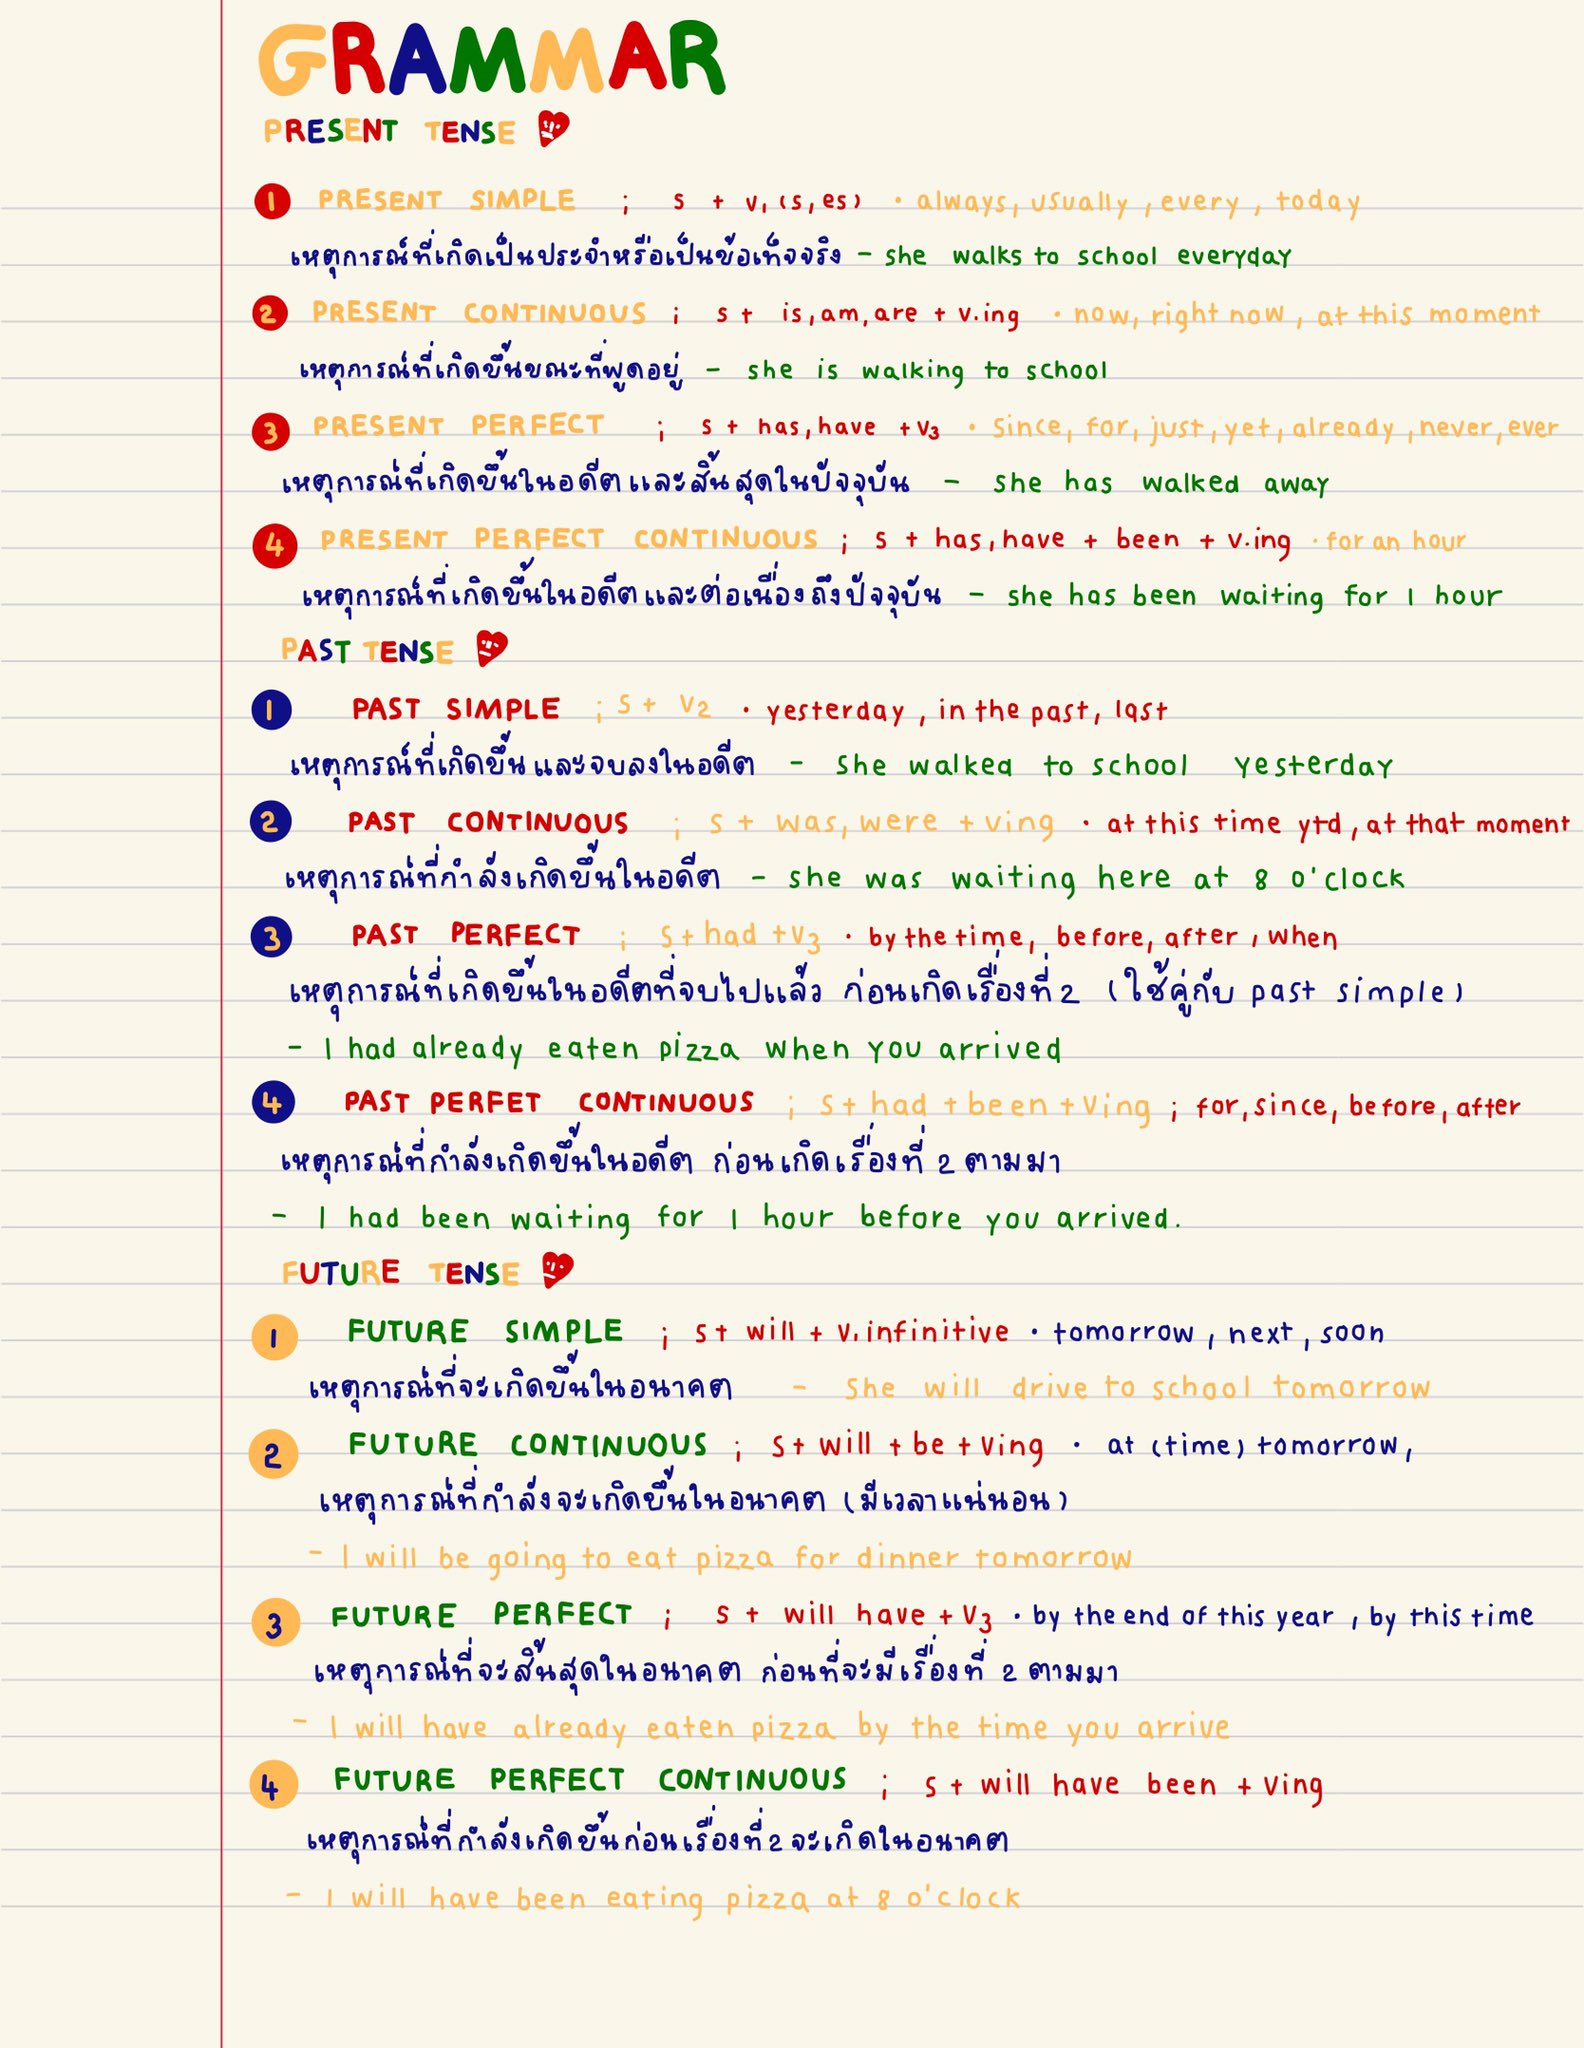 GRAMMAR
PRESENT TENSE
1 PRESENT SIMPLE ; s + v1 (s,es) • always, usually, every, today
เหตุการณ์ที่เกิดเป็นประจำหรือเป็นข้อเท็จจริง - she walks to school everyday
2 PRESENT CONTINUOUS ; s + is, am, are + v.ing • now, right now, at this moment
เหตุการณ์ที่เกิดขึ้นขณะที่พูดอยู่ - she is walking to school
3 PRESENT PERFECT ; s + has, have + v3 • since, for, just, yet, already, never, ever
เหตุการณ์ที่เกิดขึ้นในอดีตและสิ้นสุดในปัจจุบัน - she has walked away
4 PRESENT PERFECT CONTINUOUS ; s + has, have + been + v.ing • for an hour
เหตุการณ์ที่เกิดขึ้นในอดีตและต่อเนื่องถึงปัจจุบัน - she has been waiting for 1 hour
PAST TENSE
1 PAST SIMPLE ; s + v2 • yesterday, in the past, last
เหตุการณ์ที่เกิดขึ้นและจบลงในอดีต - she walked to school yesterday
2 PAST CONTINUOUS ; s + was, were + ving • at this time ytd, at that moment
เหตุการณ์ที่กำลังเกิดขึ้นในอดีต - she was waiting here at 8 o'clock
3 PAST PERFECT ; s + had + v3 • by the time, before, after, when
เหตุการณ์ที่เกิดขึ้นในอดีตที่จบไปแล้ว ก่อนเกิดเรื่องที่ 2 (ใช้คู่กับ past simple)
- I had already eaten pizza when you arrived
4 PAST PERFET CONTINUOUS ; s + had + been + ving ; for, since, before, after
เหตุการณ์ที่กำลังเกิดขึ้นในอดีต ก่อนเกิดเรื่องที่ 2 ตามมา
- I had been waiting for 1 hour before you arrived.
FUTURE TENSE
1 FUTURE SIMPLE ; s + will + v. infinitive • tomorrow, next, soon
เหตุการณ์ที่จะเกิดขึ้นในอนาคต - She will drive to school tomorrow
2 FUTURE CONTINUOUS ; s + will + be + ving • at (time) tomorrow,
เหตุการณ์ที่กำลังจะเกิดขึ้นในอนาคต (มีเวลาแน่นอน)
- I will be going to eat pizza for dinner tomorrow
3 FUTURE PERFECT ; s + will have + v3 • by the end of this year, by this time
เหตุการณ์ที่จะสิ้นสุดในอนาคต ก่อนที่จะมีเรื่องที่ 2 ตามมา
- I will have already eaten pizza by the time you arrive
4 FUTURE PERFECT CONTINUOUS ; s + will have been + ving
เหตุการณ์ที่กำลังเกิดขึ้นก่อนเรื่องที่ 2 จะเกิดในอนาคต
- I will have been eating pizza at 8 o'clock